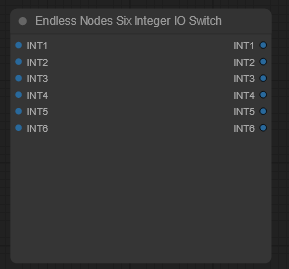 Endless Nodes Six Integer IO Switch
INT1 INT1
INT2 INT2
INT3 INT3
INT4 INT4
INT5 INT5
INT6 INT6